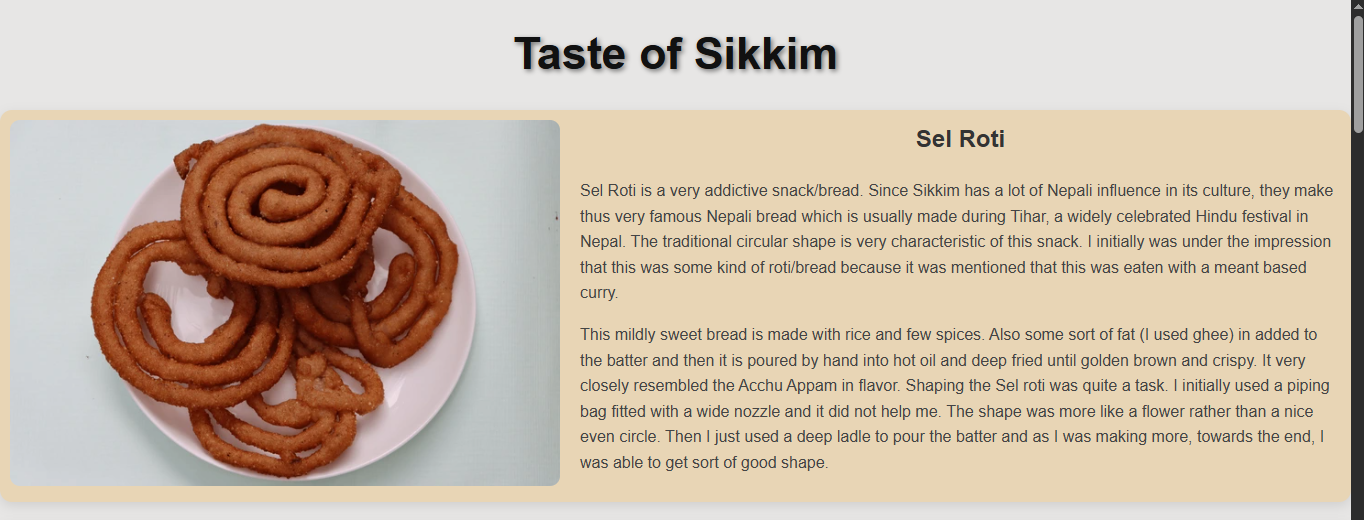 Taste of Sikkim
Sel Roti
Sel Roti is a very addictive snack/bread. Since Sikkim has a lot of Nepali influence in its culture, they make
thus very famous Nepali bread which is usually made during Tihar, a widely celebrated Hindu festival in
Nepal. The traditional circular shape is very characteristic of this snack. I initially was under the impression
that this was some kind of roti/bread because it was mentioned that this was eaten with a meant based
curry.
This mildly sweet bread is made with rice and few spices. Also some sort of fat (I used ghee) in added to
the batter and then it is poured by hand into hot oil and deep fried until golden brown and crispy. It very
closely resembled the Acchu Appam in flavor. Shaping the Sel roti was quite a task. I initially used a piping
bag fitted with a wide nozzle and it did not help me. The shape was more like a flower rather than a nice
even circle. Then I just used a deep ladle to pour the batter and as I was making more, towards the end, I
was able to get sort of good shape.